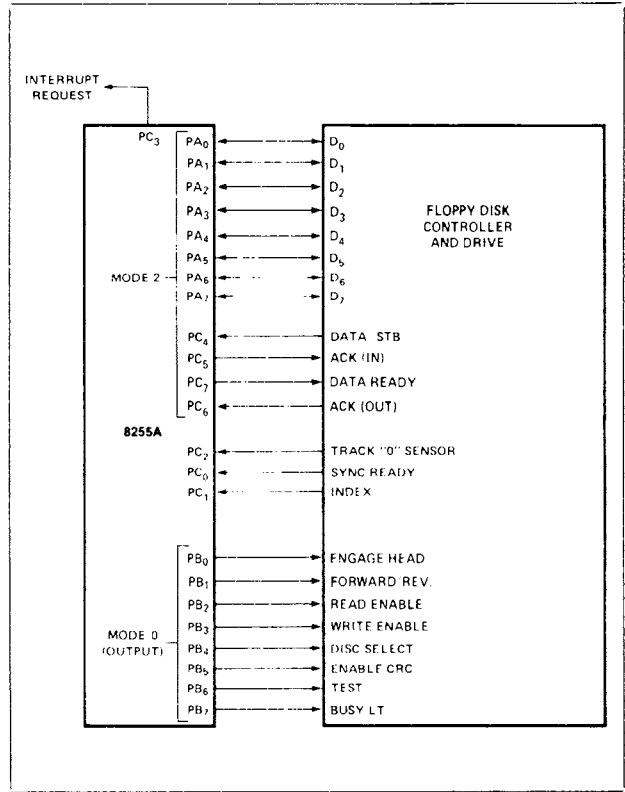 INTERRUPT
REQUEST
PC3 PA0 D0
PA1 D1
PA2 D2
PA3 D3
PA4 D4
PA5 D5
PA6 D6
PA7 D7
FLOPPY DISK
CONTROLLER
AND DRIVE
MODE 2
PC4 DATA STB
PC5 ACK (IN)
PC7 DATA READY
PC6 ACK (OUT)
8255A
PC2 TRACK "0" SENSOR
PC0 SYNC READY
PC1 INDEX
PB0 ENGAGE HEAD
PB1 FORWARD REV.
PB2 READ ENABLE
PB3 WRITE ENABLE
MODE 0
(OUTPUT)
PB4 DISC SELECT
PB5 ENABLE CRC
PB6 TEST
PB7 BUSY LT